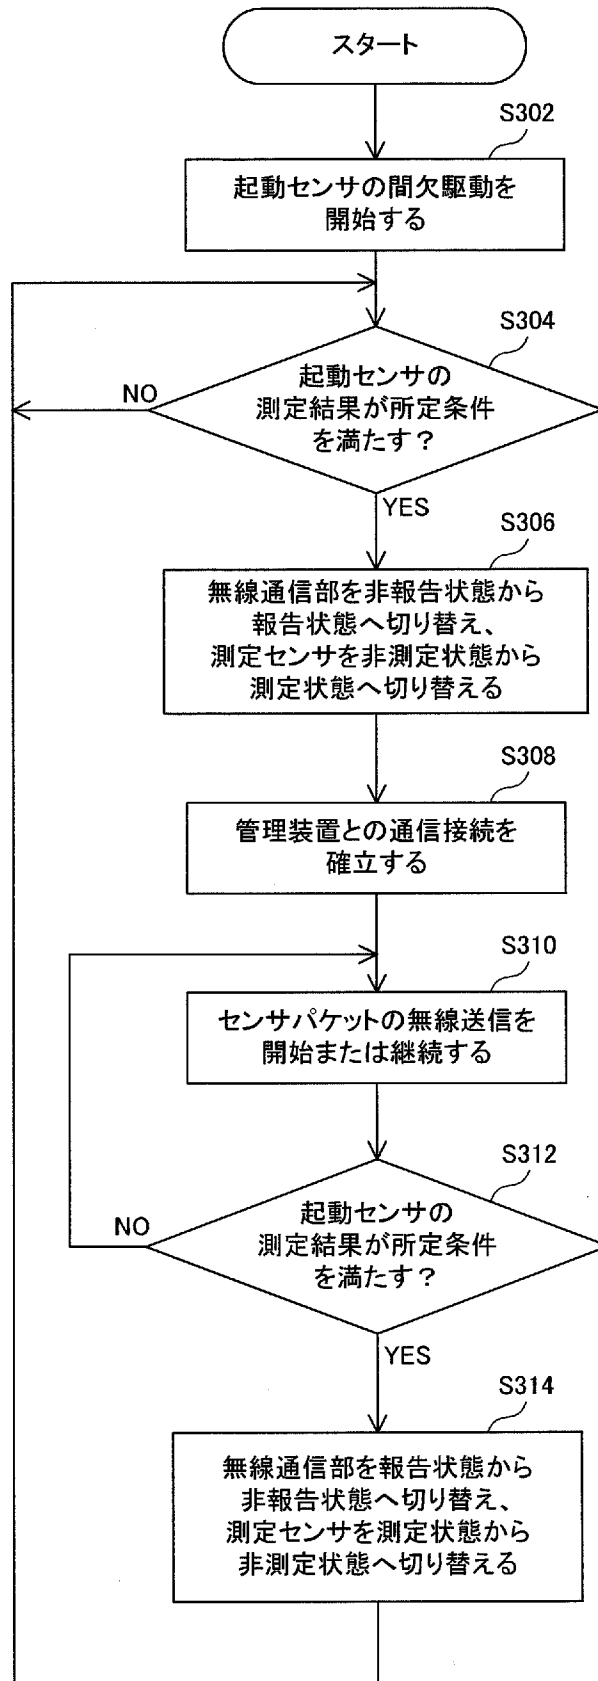 スタート
S302
起動センサの間欠駆動を
開始する
S304
起動センサの
測定結果が所定条件
を満たす？
NO
YES
S306
無線通信部を非報告状態から
報告状態へ切り替え、
測定センサを非測定状態から
測定状態へ切り替える
S308
管理装置との通信接続を
確立する
S310
センサパケットの無線送信を
開始または継続する
S312
起動センサの
測定結果が所定条件
を満たす？
NO
YES
S314
無線通信部を報告状態から
非報告状態へ切り替え、
測定センサを測定状態から
非測定状態へ切り替える